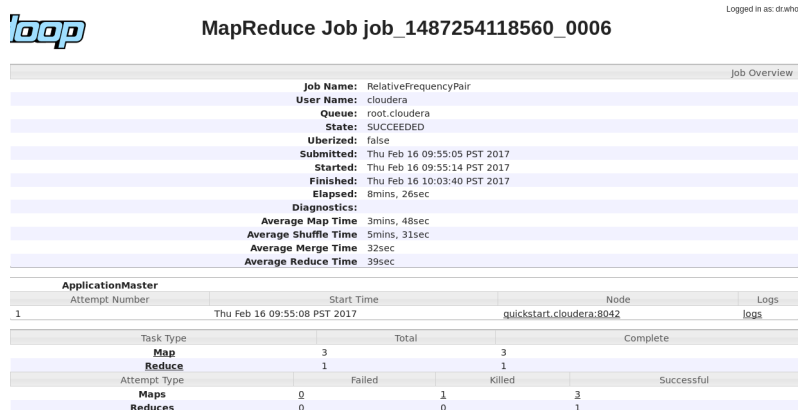 Logged in as: dr.who
loop
MapReduce Job job_1487254118560_0006
Job Overview
Job Name: RelativeFrequencyPair
User Name: cloudera
Queue: root.cloudera
State: SUCCEEDED
Uberized: false
Submitted: Thu Feb 16 09:55:05 PST 2017
Started: Thu Feb 16 09:55:14 PST 2017
Finished: Thu Feb 16 10:03:40 PST 2017
Elapsed: 8mins, 26sec
Diagnostics:
Average Map Time 3mins, 48sec
Average Shuffle Time 5mins, 31sec
Average Merge Time 32sec
Average Reduce Time 39sec
ApplicationMaster
Attempt Number Start Time Node Logs
1 Thu Feb 16 09:55:08 PST 2017 quickstart.cloudera:8042 logs
Task Type Total Complete
Map 3 3
Reduce 1 1
Attempt Type Failed Killed Successful
Maps 0 1 3
Reduces 0 0 1